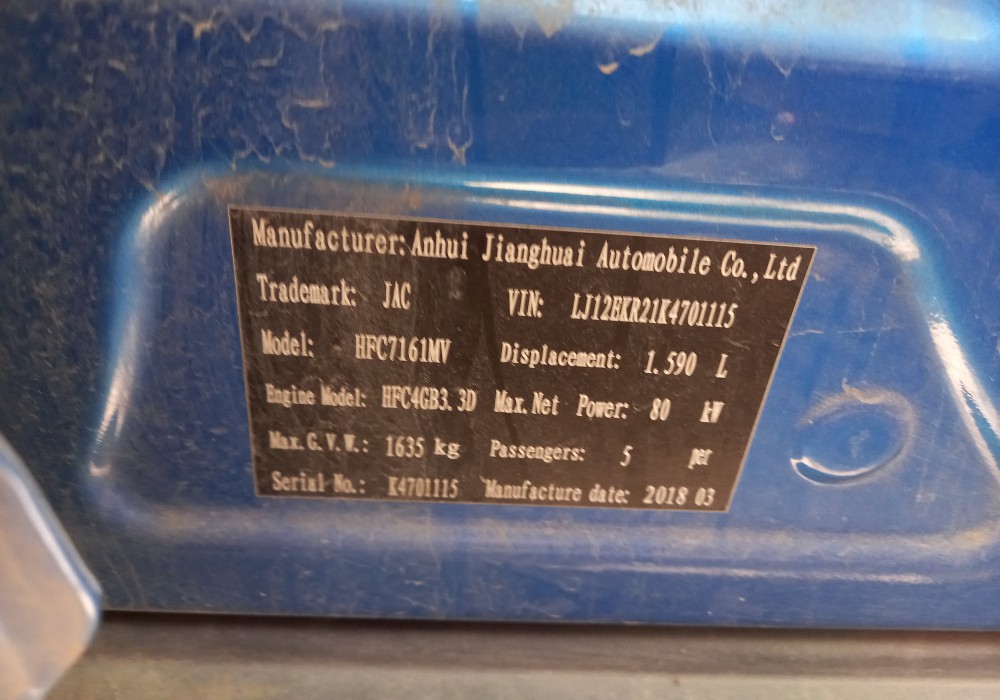 Manufacturer: Anhui Jianghuai Automobile Co., Ltd
Trademark: JAC VIN: LJ12EKR21K4701115
Model: HFC7161MV Displacement: 1.590 L
Engine Model: HFC4GB3.3D Max.Net Power: 80 kW
Max.G.V.W.: 1635 kg Passengers: 5 per
Serial No.: K4701115 Manufacture date: 2018 03